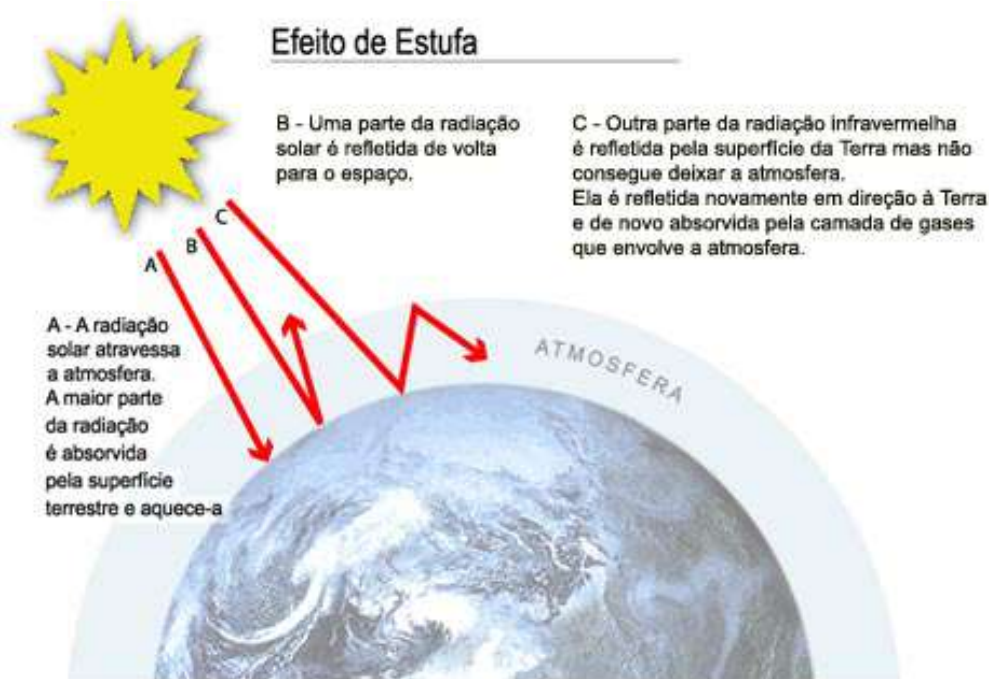 Efeito de Estufa
B - Uma parte da radiação
solar é refletida de volta
para o espaço.
C - Outra parte da radiação infravermelha
é refletida pela superfície da Terra mas não
consegue deixar a atmosfera.
Ela é refletida novamente em direção à Terra
e de novo absorvida pela camada de gases
que envolve a atmosfera.
C
B
A
A - A radiação
solar atravessa
a atmosfera.
A maior parte
da radiação
é absorvida
pela superfície
terrestre e aquece-a
ATMOSFERA